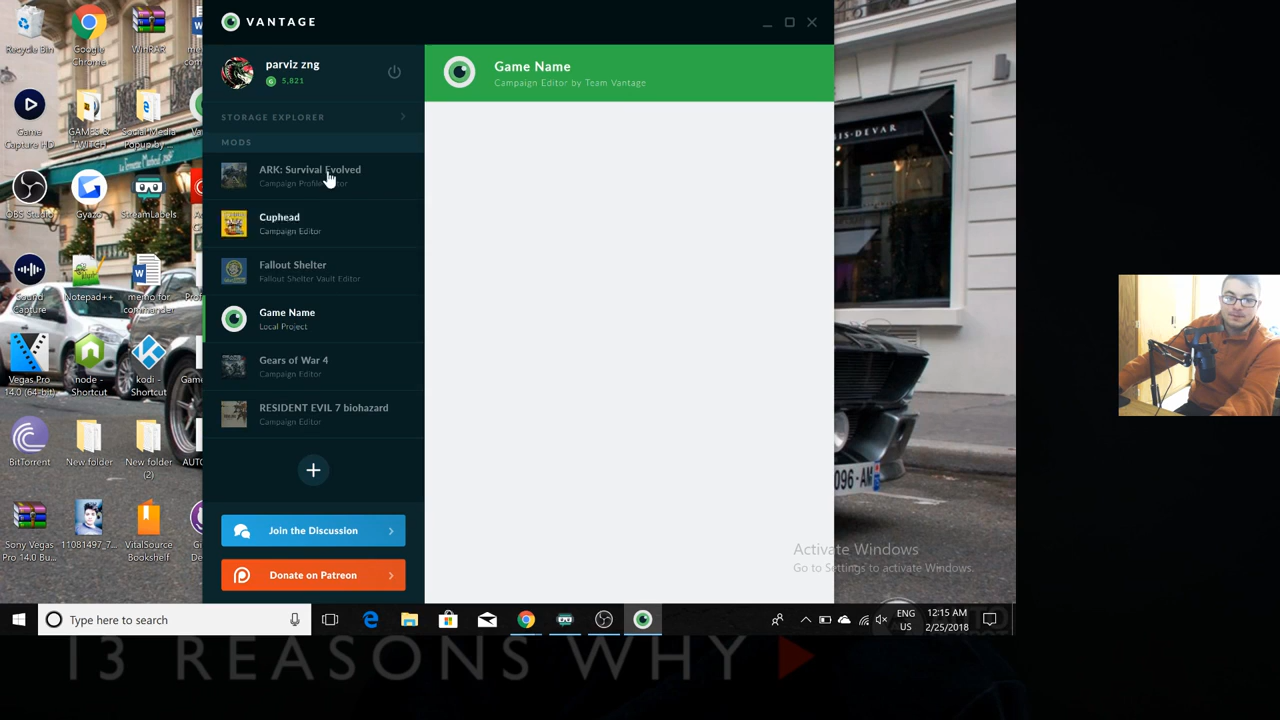 VANTAGE
parviz zng
5,821
STORAGE EXPLORER
MODS
ARK: Survival Evolved
Cuphead
Campaign Editor
Fallout Shelter
Fallout Shelter Vault Editor
Game Name
Local Project
Gears of War 4
Campaign Editor
RESIDENT EVIL 7 biohazard
Campaign Editor
Join the Discussion
Donate on Patreon
Game Name
Campaign Editor by Team Vantage
Recycle Bin
Google Chrome
WinRAR
Game Capture HD
GAMES & TWITCH
Social Media Popup by ...
OBS Studio
Gyazo
StreamLabels
Sound Capture
Notepad++
memo for commander
Vegas Pro 14.0 (64-bit)
node - Shortcut
kodi - Shortcut
BitTorrent
New folder
New folder (2)
Sony Vegas Pro 14.0 Bu...
11081497_7...
VitalSource Bookshelf
IS-DEVAR
096-AM
Activate Windows
Go to Settings to activate Windows.
Type here to search
ENG
US
12:15 AM
2/25/2018
13 REASONS WHY